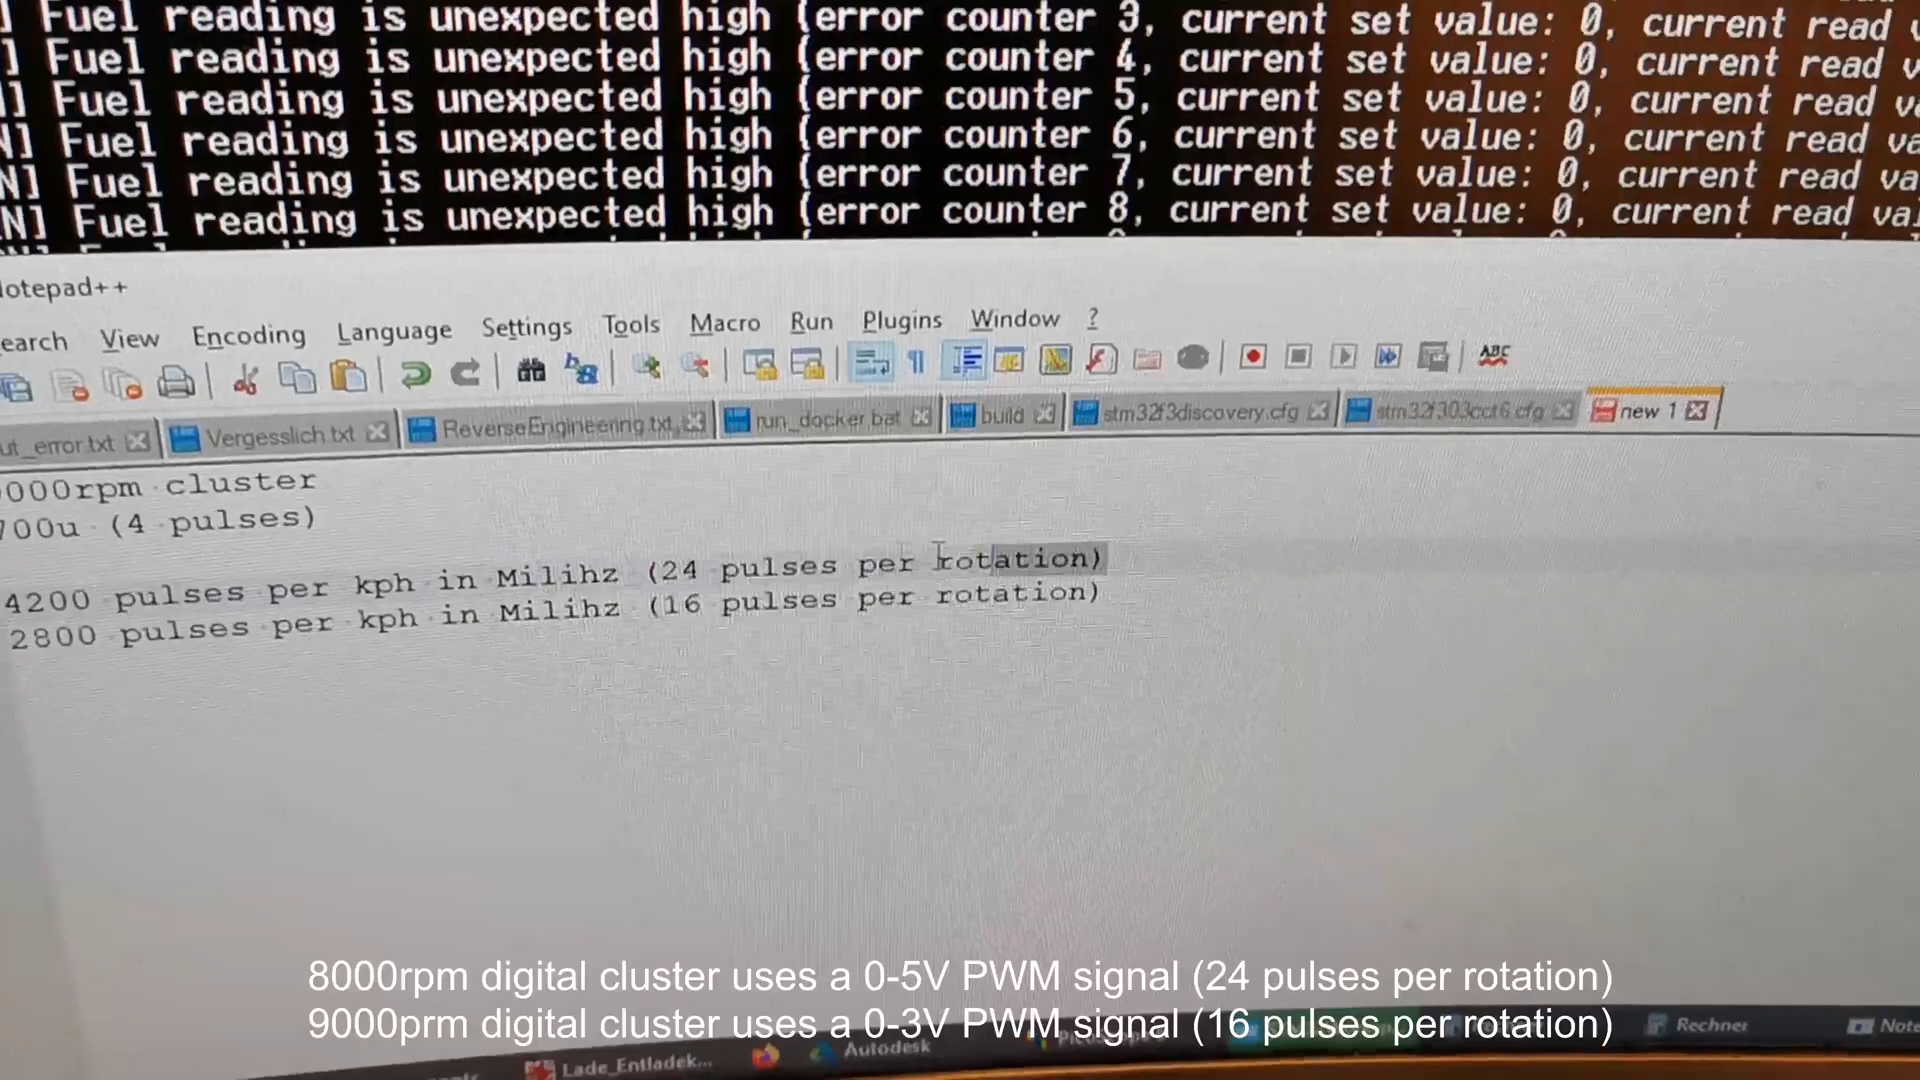 ] Fuel reading is unexpected high (error counter 3, current set value: 0, current read v
] Fuel reading is unexpected high (error counter 4, current set value: 0, current read v
] Fuel reading is unexpected high (error counter 5, current set value: 0, current read va
N] Fuel reading is unexpected high (error counter 6, current set value: 0, current read va
N] Fuel reading is unexpected high (error counter 7, current set value: 0, current read va
N] Fuel reading is unexpected high (error counter 8, current set value: 0, current read val
otepad++
earch View Encoding Language Settings Tools Macro Run Plugins Window ?
ABC
ut_error.txt Vergesslich.txt ReverseEngineering.txt run_docker.bat build stm32f3discovery.cfg stm32f303cct6.cfg new 1
000rpm cluster
700u (4 pulses)
4200 pulses per kph in Milihz (24 pulses per rotation)
2800 pulses per kph in Milihz (16 pulses per rotation)
8000rpm digital cluster uses a 0-5V PWM signal (24 pulses per rotation)
9000prm digital cluster uses a 0-3V PWM signal (16 pulses per rotation)
Lade_Entladek... Autodesk Rechner Note